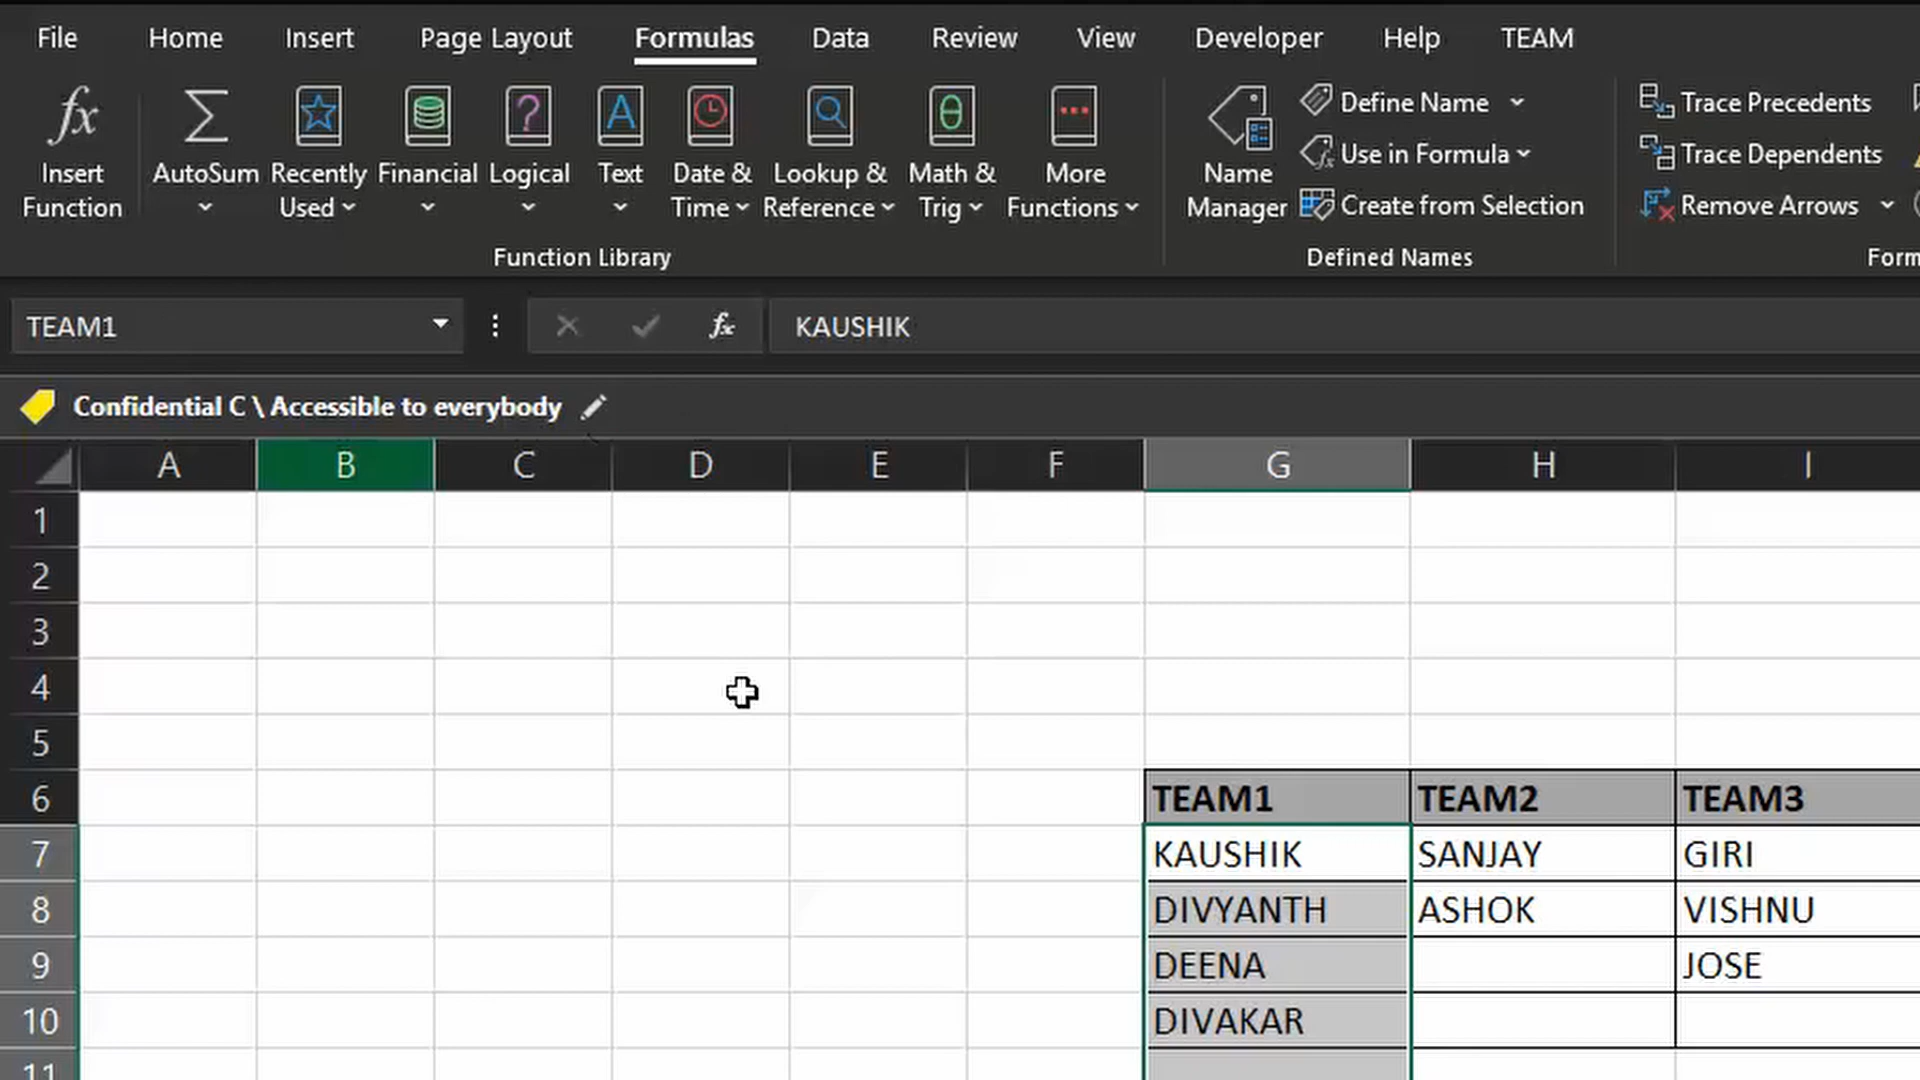 File Home Insert Page Layout Formulas Data Review View Developer Help TEAM
Insert Function
AutoSum
Recently Used
Financial
Logical
Text
Date & Time
Lookup & Reference
Math & Trig
More Functions
Function Library
Name Manager
Define Name
Use in Formula
Create from Selection
Defined Names
Trace Precedents
Trace Dependents
Remove Arrows
TEAM1 fx KAUSHIK
Confidential C \ Accessible to everybody
A B C D E F G H I
1
2
3
4
5
6 TEAM1 TEAM2 TEAM3
7 KAUSHIK SANJAY GIRI
8 DIVYANTH ASHOK VISHNU
9 DEENA JOSE
10 DIVAKAR
11